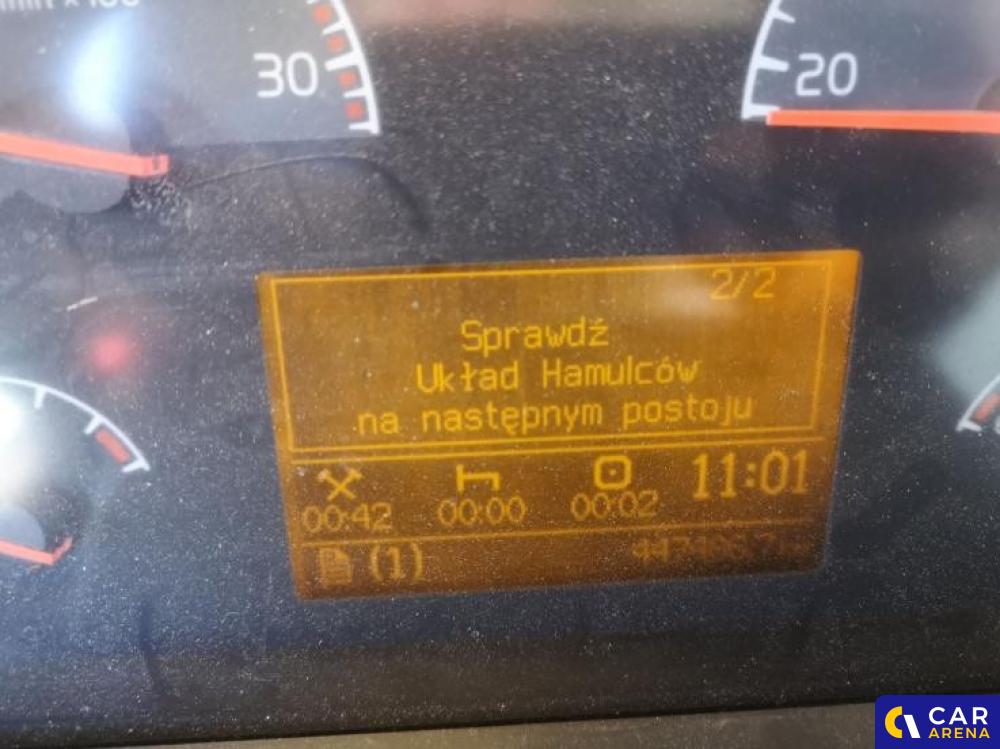 30
20
2/2
Sprawdź
Układ Hamulców
na następnym postoju
00:42 00:00 00:02 11:01
(1)
CAR
ARENA